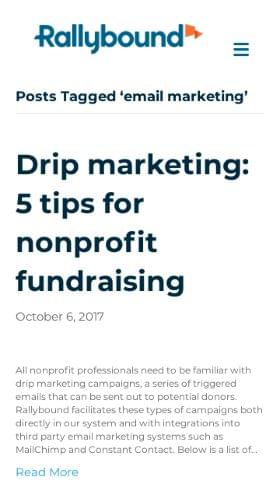 Rallybound
Posts Tagged ‘email marketing’
Drip marketing:
5 tips for
nonprofit
fundraising
October 6, 2017
All nonprofit professionals need to be familiar with
drip marketing campaigns, a series of triggered
emails that can be sent out to potential donors.
Rallybound facilitates these types of campaigns both
directly in our system and with integrations into
third party email marketing systems such as
MailChimp and Constant Contact. Below is a list of...
Read More